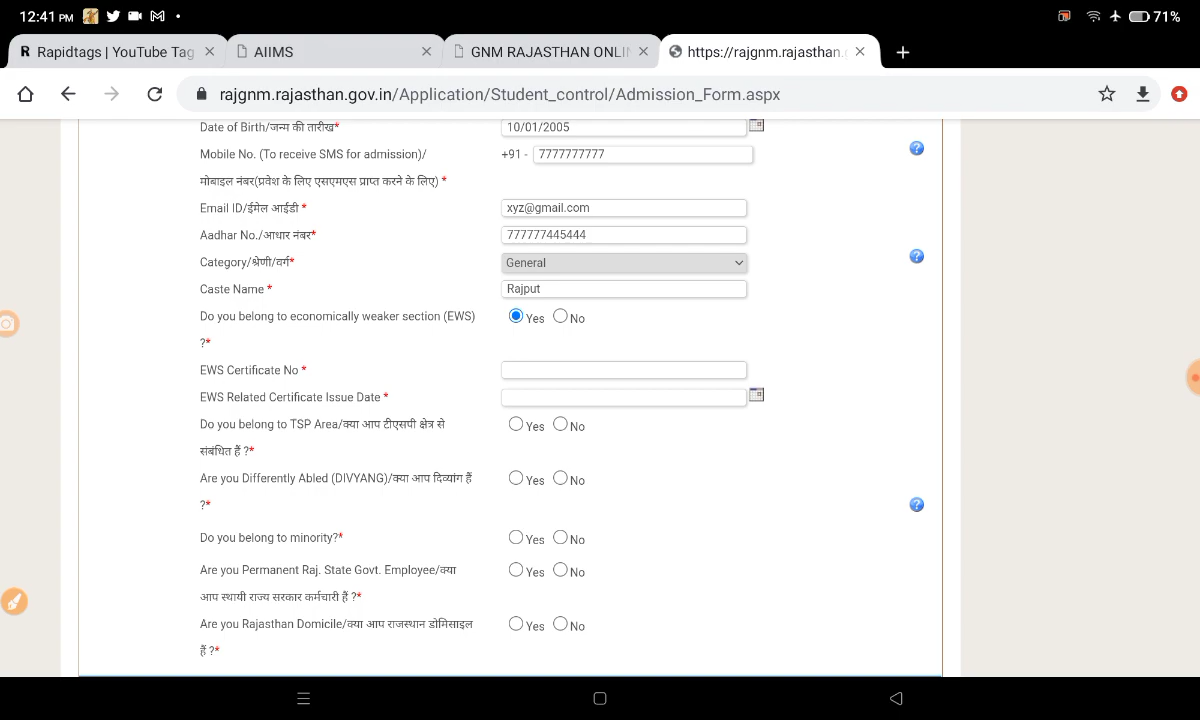 12:41 PM
71%
R Rapidtags | YouTube Tag
AIIMS
GNM RAJASTHAN ONLIN
https://rajgnm.rajasthan.
rajgnm.rajasthan.gov.in/Application/Student_control/Admission_Form.aspx
Date of Birth/जन्म की तारीख* 10/01/2005
Mobile No. (To receive SMS for admission)/ +91 - 7777777777
मोबाइल नंबर(प्रवेश के लिए एसएमएस प्राप्त करने के लिए) *
Email ID/ईमेल आईडी * xyz@gmail.com
Aadhar No./आधार नंबर* 777777445444
Category/श्रेणी/वर्ग* General
Caste Name * Rajput
Do you belong to economically weaker section (EWS) Yes No
?*
EWS Certificate No *
EWS Related Certificate Issue Date *
Do you belong to TSP Area/क्या आप टीएसपी क्षेत्र से Yes No
संबंधित हैं ?*
Are you Differently Abled (DIVYANG)/क्या आप दिव्यांग हैं Yes No
?*
Do you belong to minority?* Yes No
Are you Permanent Raj. State Govt. Employee/क्या Yes No
आप स्थायी राज्य सरकार कर्मचारी हैं ?*
Are you Rajasthan Domicile/क्या आप राजस्थान डोमिसाइल Yes No
हैं ?*